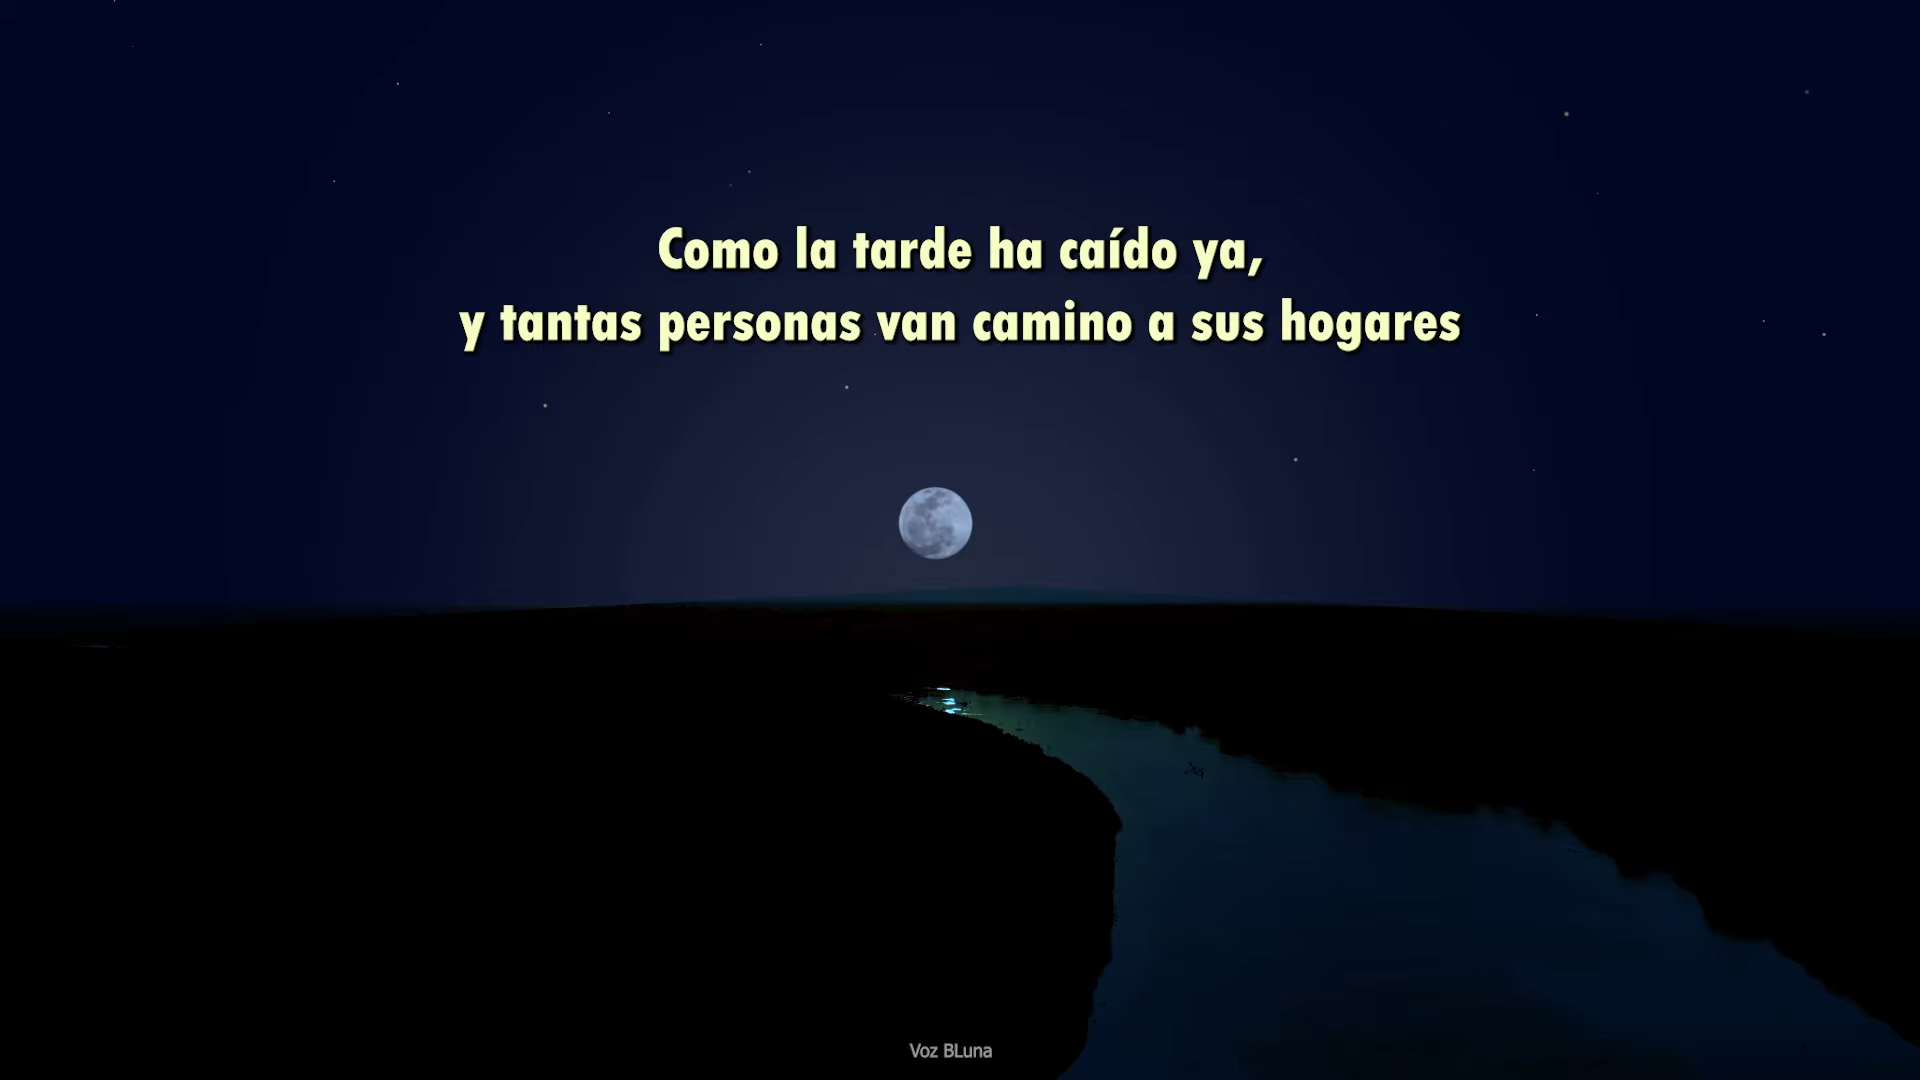 Como la tarde ha caído ya,
y tantas personas van camino a sus hogares
Voz BLuna